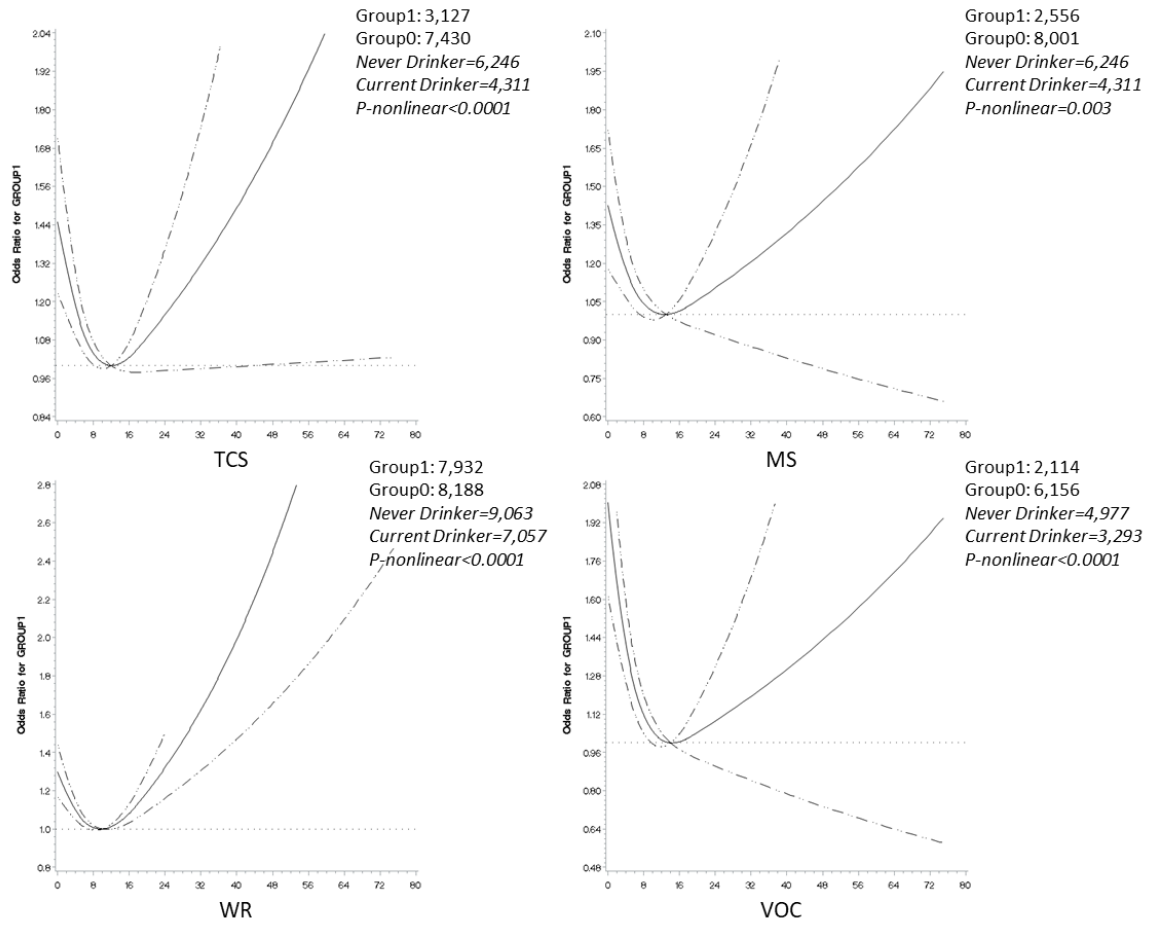 Group1: 3,127
Group0: 7,430
Never Drinker=6,246
Current Drinker=4,311
P-nonlinear<0.0001
2.04
1.92
1.80
1.68
1.56
1.44
1.32
1.20
1.08
0.96
0.84
Odds Ratio for GROUP1
0 8 16 24 32 40 48 56 64 72 80
TCS
Group1: 2,556
Group0: 8,001
Never Drinker=6,246
Current Drinker=4,311
P-nonlinear=0.003
2.10
1.95
1.80
1.65
1.50
1.35
1.20
1.05
0.90
0.75
0.60
Odds Ratio for GROUP1
0 8 16 24 32 40 48 56 64 72 80
MS
Group1: 7,932
Group0: 8,188
Never Drinker=9,063
Current Drinker=7,057
P-nonlinear<0.0001
2.8
2.6
2.4
2.2
2.0
1.8
1.6
1.4
1.2
1.0
0.8
Odds Ratio for GROUP1
0 8 16 24 32 40 48 56 64 72 80
WR
Group1: 2,114
Group0: 6,156
Never Drinker=4,977
Current Drinker=3,293
P-nonlinear<0.0001
2.08
1.92
1.76
1.60
1.44
1.28
1.12
0.96
0.80
0.64
0.48
Odds Ratio for GROUP1
0 8 16 24 32 40 48 56 64 72 80
VOC